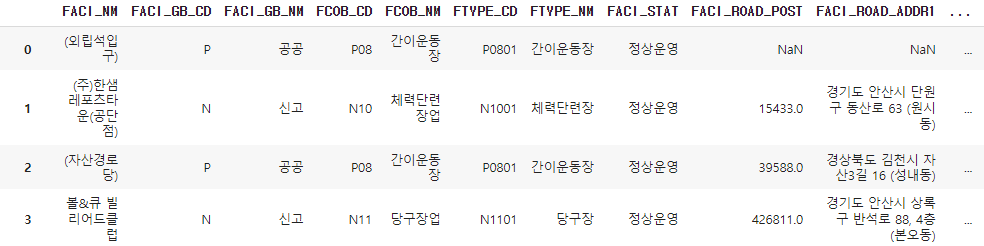 FACI_NM FACI_GB_CD FACI_GB_NM FCOB_CD FCOB_NM FTYPE_CD FTYPE_NM FACI_STAT FACI_ROAD_POST FACI_ROAD_ADDR1 ...
0 (외립석입구) P 공공 P08 간이운동장 P0801 간이운동장 정상운영 NaN NaN ...
1 (주)한샘레포츠타운(공단점) N 신고 N10 체력단련장업 N1001 체력단련장 정상운영 15433.0 경기도 안산시 단원구 동산로 63 (원시동) ...
2 (자산경로당) P 공공 P08 간이운동장 P0801 간이운동장 정상운영 39588.0 경상북도 김천시 자산3길 16 (성내동) ...
3 볼&큐 빌리어드클럽 N 신고 N11 당구장업 N1101 당구장 정상운영 426811.0 경기도 안산시 상록구 반석로 88, 4층 (본오동) ...